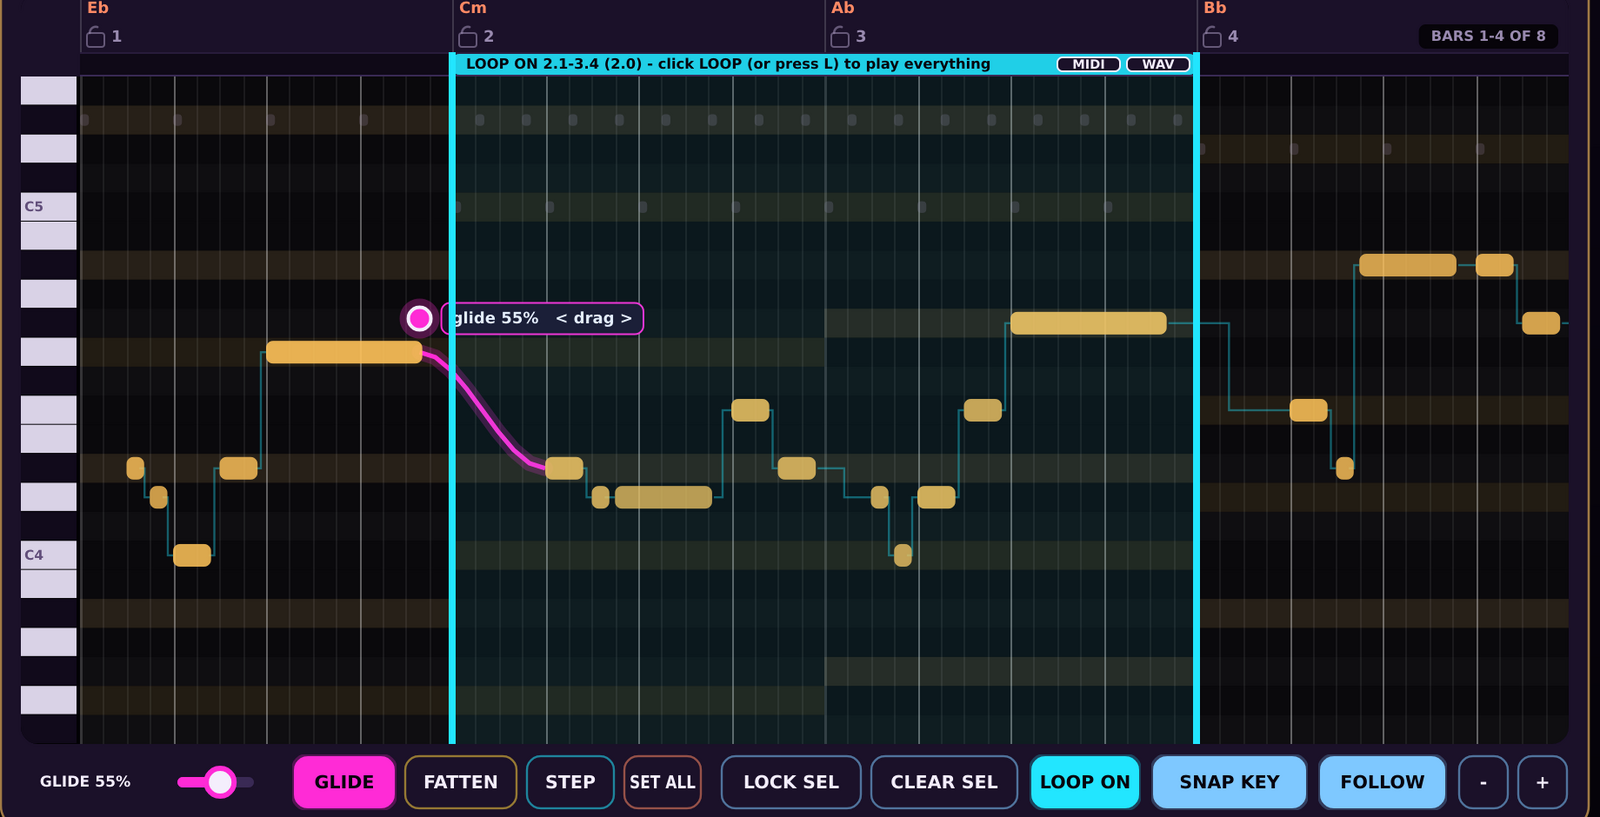 Eb Cm Ab Bb
1 2 3 4 BARS 1-4 OF 8
LOOP ON 2.1-3.4 (2.0) - click LOOP (or press L) to play everything MIDI WAV
C5
glide 55% < drag >
C4
GLIDE 55% GLIDE FATTEN STEP SET ALL LOCK SEL CLEAR SEL LOOP ON SNAP KEY FOLLOW - +